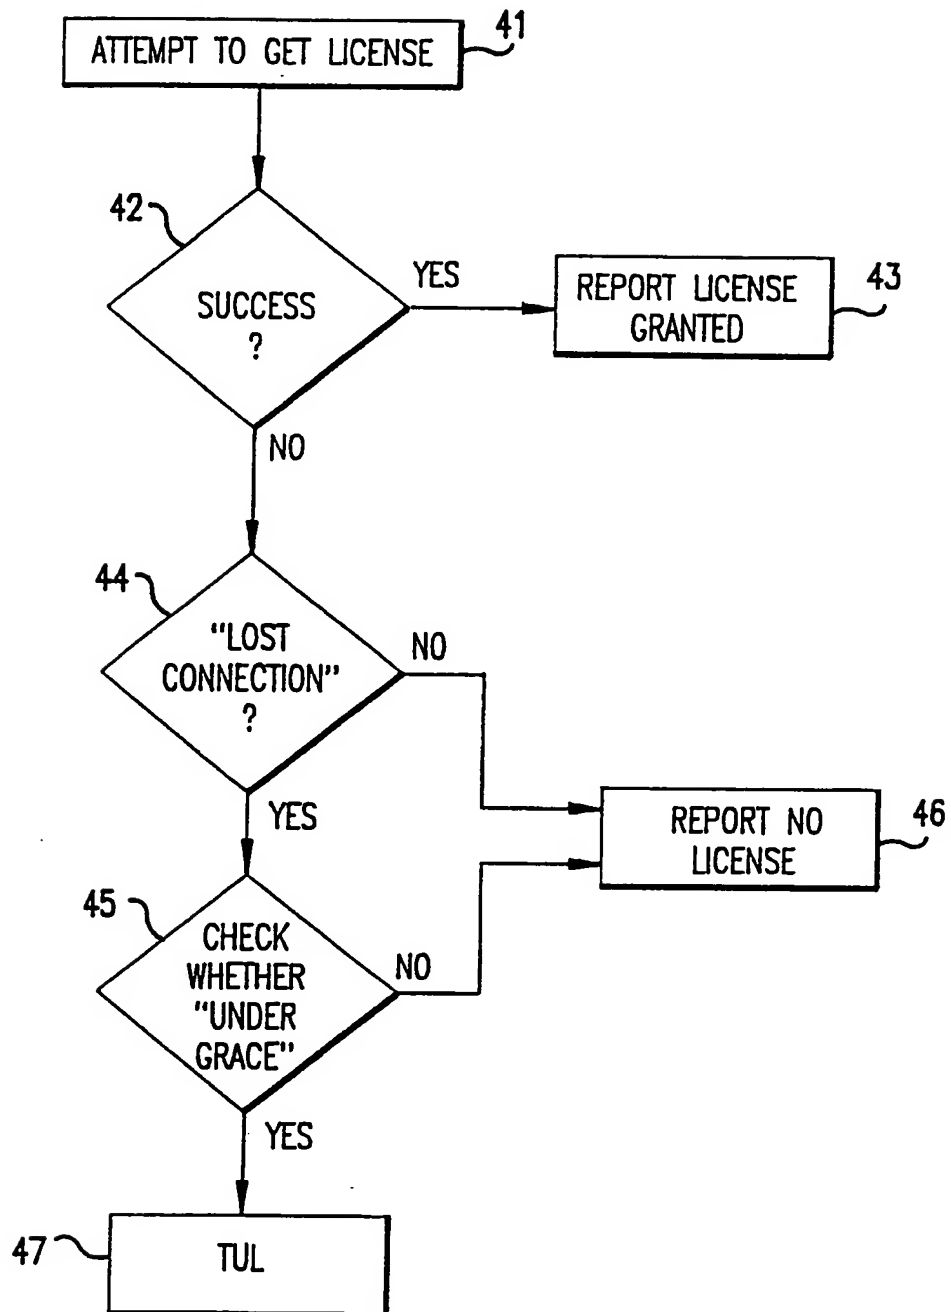 41
ATTEMPT TO GET LICENSE
42
SUCCESS
?
YES
REPORT LICENSE
GRANTED
43
NO
44
"LOST
CONNECTION"
?
NO
YES
REPORT NO
LICENSE
46
45
CHECK
WHETHER
"UNDER
GRACE"
NO
YES
47
TUL